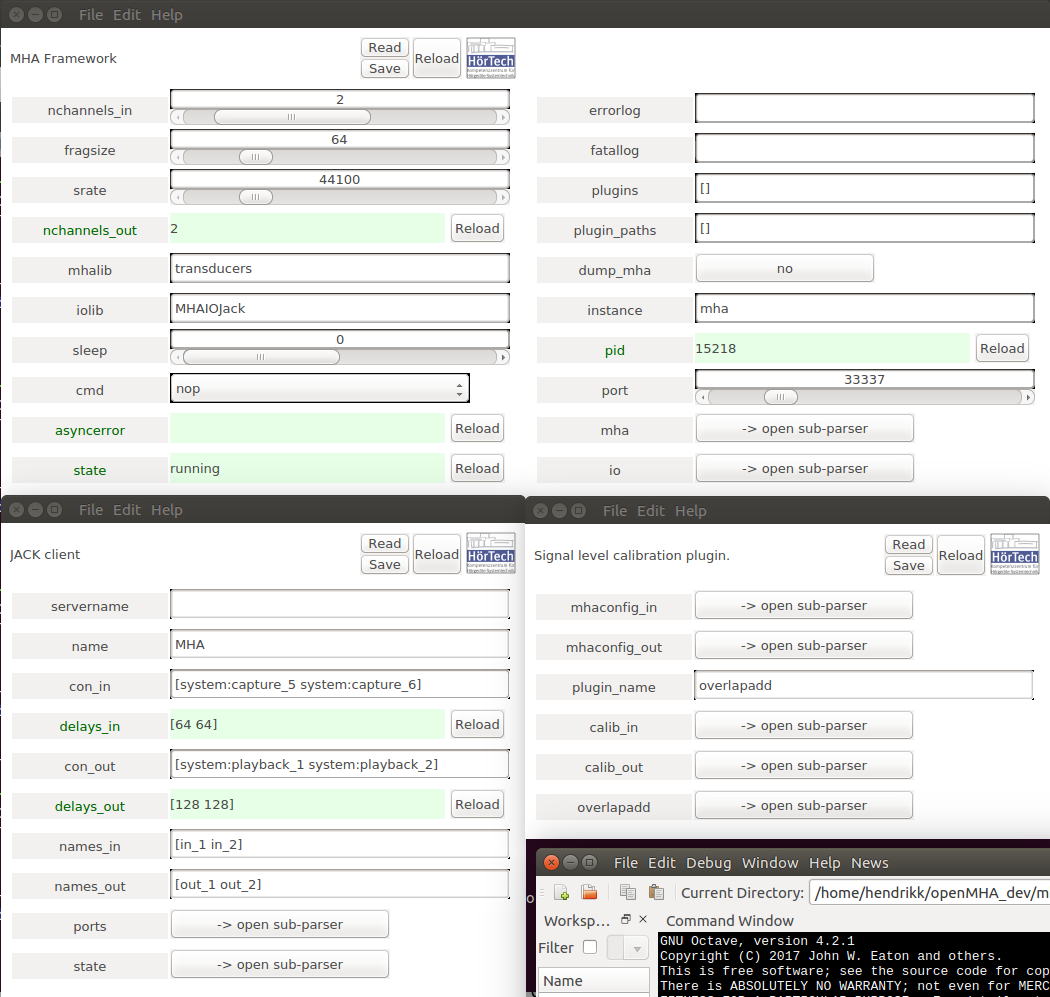 File Edit Help
MHA Framework
Read
Save
Reload
HörTech
nchannels_in
2
fragsize
64
srate
44100
nchannels_out
2
Reload
mhalib
transducers
iolib
MHAIOJack
sleep
0
cmd
nop
asyncerror
Reload
state
running
Reload
errorlog
fatallog
plugins
[]
plugin_paths
[]
dump_mha
no
instance
mha
pid
15218
Reload
port
33337
mha
-> open sub-parser
io
-> open sub-parser
File Edit Help
JACK client
Read
Save
Reload
HörTech
servername
name
MHA
con_in
[system:capture_5 system:capture_6]
delays_in
[64 64]
Reload
con_out
[system:playback_1 system:playback_2]
delays_out
[128 128]
Reload
names_in
[in_1 in_2]
names_out
[out_1 out_2]
ports
-> open sub-parser
state
-> open sub-parser
File Edit Help
Signal level calibration plugin.
Read
Save
Reload
HörTech
mhaconfig_in
-> open sub-parser
mhaconfig_out
-> open sub-parser
plugin_name
overlapadd
calib_in
-> open sub-parser
calib_out
-> open sub-parser
overlapadd
-> open sub-parser
File Edit Debug Window Help News
Current Directory: /home/hendrikk/openMHA_dev/m
Worksp...
Filter
Name
Command Window
GNU Octave, version 4.2.1
Copyright (C) 2017 John W. Eaton and others.
This is free software; see the source code for cop
There is ABSOLUTELY NO WARRANTY; not even for MERC